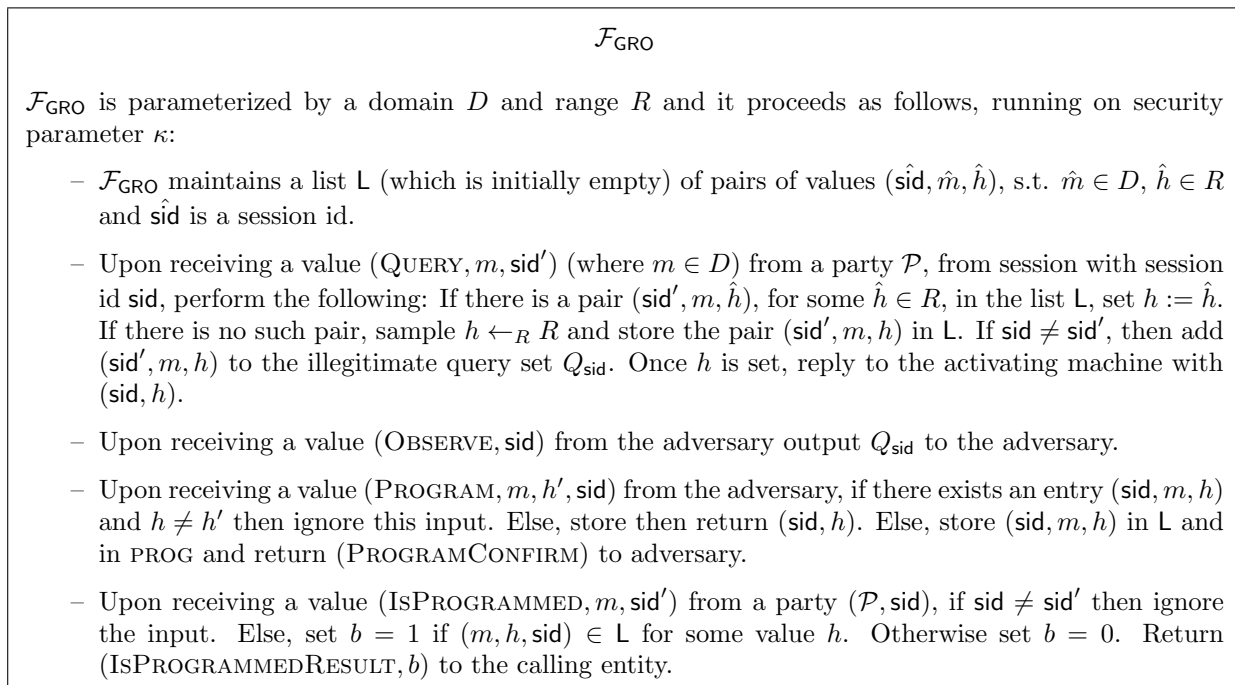 𝓕_GRO
𝓕_GRO is parameterized by a domain D and range R and it proceeds as follows, running on security
parameter κ:
– 𝓕_GRO maintains a list L (which is initially empty) of pairs of values (sîd, m̂, ĥ), s.t. m̂ ∈ D, ĥ ∈ R
and sîd is a session id.
– Upon receiving a value (QUERY, m, sid′) (where m ∈ D) from a party 𝒫, from session with session
id sid, perform the following: If there is a pair (sid′, m, ĥ), for some ĥ ∈ R, in the list L, set h := ĥ.
If there is no such pair, sample h ←_R R and store the pair (sid′, m, h) in L. If sid ≠ sid′, then add
(sid′, m, h) to the illegitimate query set Q_sid. Once h is set, reply to the activating machine with
(sid, h).
– Upon receiving a value (OBSERVE, sid) from the adversary output Q_sid to the adversary.
– Upon receiving a value (PROGRAM, m, h′, sid) from the adversary, if there exists an entry (sid, m, h)
and h ≠ h′ then ignore this input. Else, store then return (sid, h). Else, store (sid, m, h) in L and
in PROG and return (PROGRAMCONFIRM) to adversary.
– Upon receiving a value (ISPROGRAMMED, m, sid′) from a party (𝒫, sid), if sid ≠ sid′ then ignore
the input. Else, set b = 1 if (m, h, sid) ∈ L for some value h. Otherwise set b = 0. Return
(ISPROGRAMMEDRESULT, b) to the calling entity.